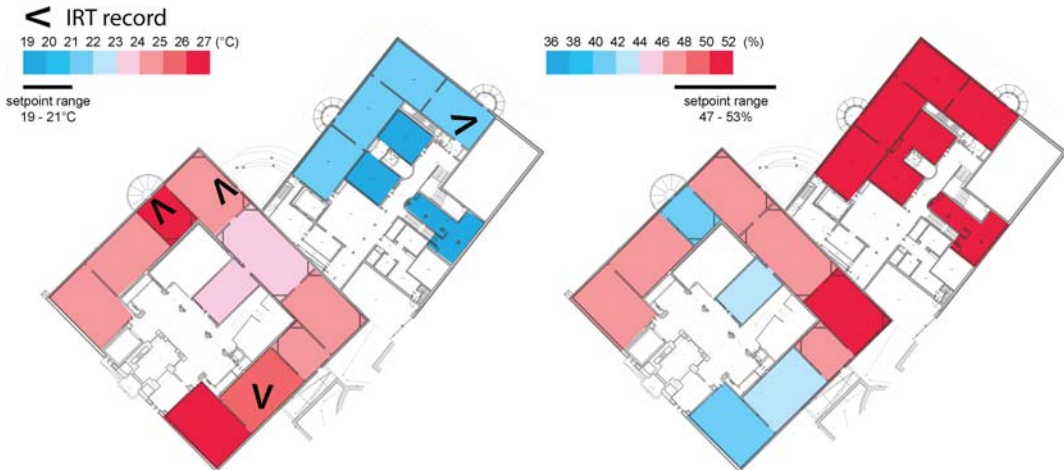 < IRT record
19 20 21 22 23 24 25 26 27 (°C)
setpoint range
19 - 21°C
36 38 40 42 44 46 48 50 52 (%)
setpoint range
47 - 53%